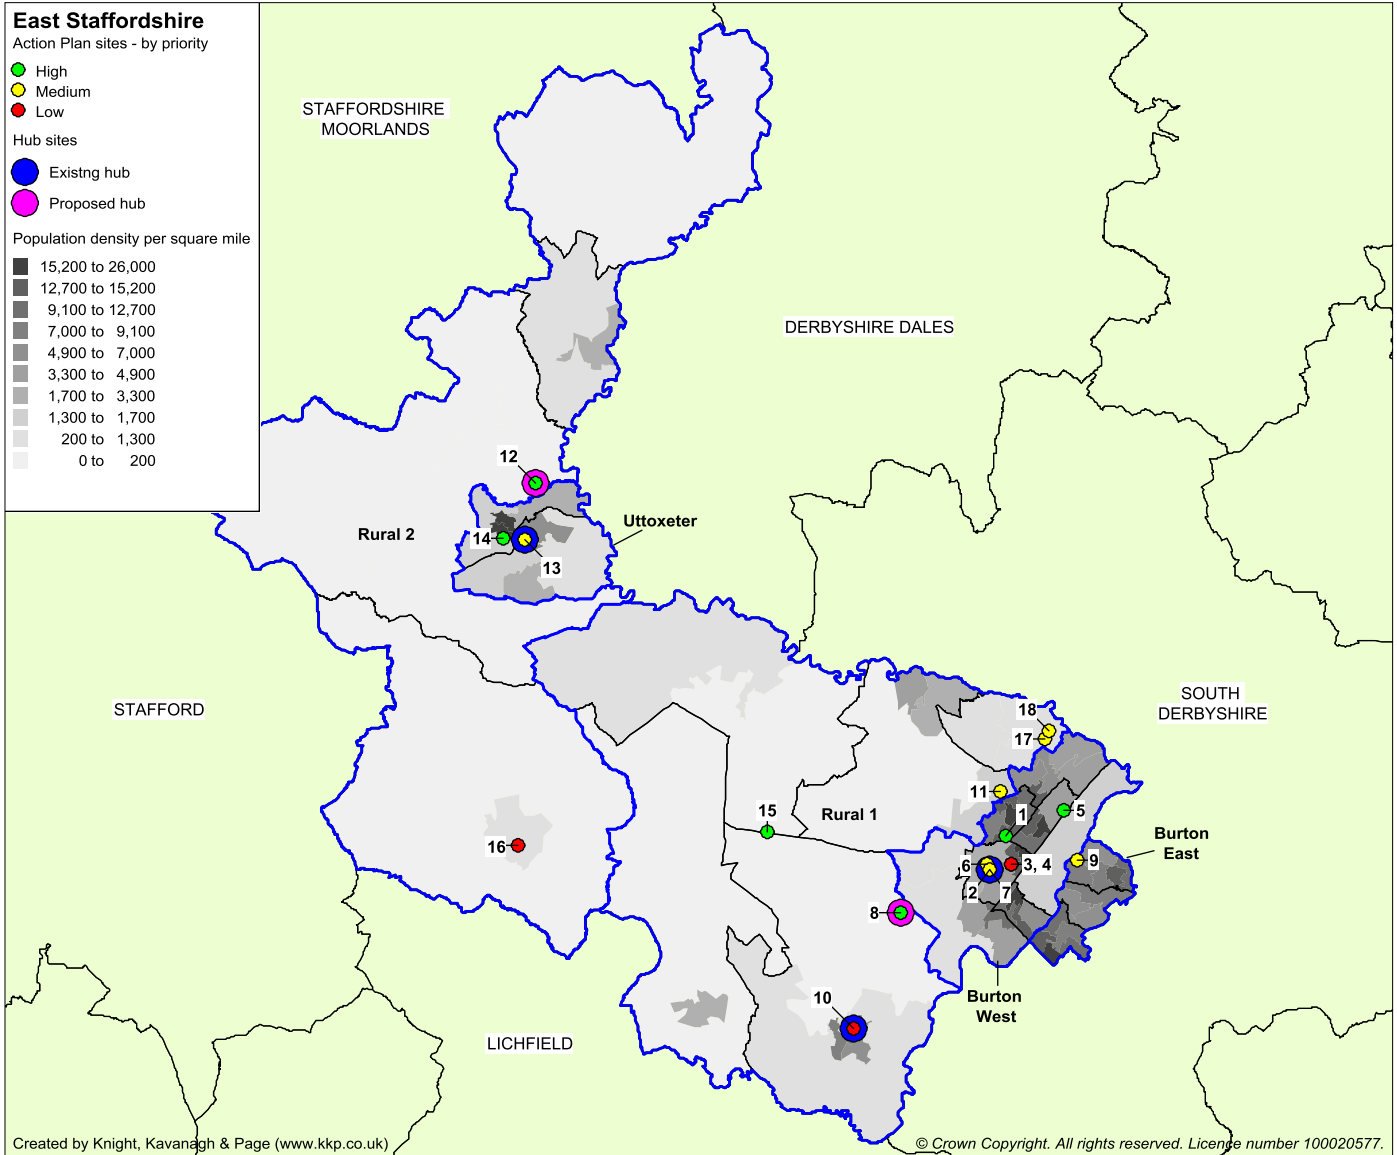 East Staffordshire
Action Plan sites - by priority
High
Medium
Low
Hub sites
Existng hub
Proposed hub
Population density per square mile
15,200 to 26,000
12,700 to 15,200
9,100 to 12,700
7,000 to 9,100
4,900 to 7,000
3,300 to 4,900
1,700 to 3,300
1,300 to 1,700
200 to 1,300
0 to 200
STAFFORDSHIRE
MOORLANDS
DERBYSHIRE DALES
12
Uttoxeter
Rural 2
14
13
STAFFORD
SOUTH
DERBYSHIRE
18
17
11
1
5
15
Rural 1
Burton
East
16
6
3, 4
9
2
7
8
10
Burton
West
LICHFIELD
Created by Knight, Kavanagh & Page (www.kkp.co.uk)
© Crown Copyright. All rights reserved. Licence number 100020577.